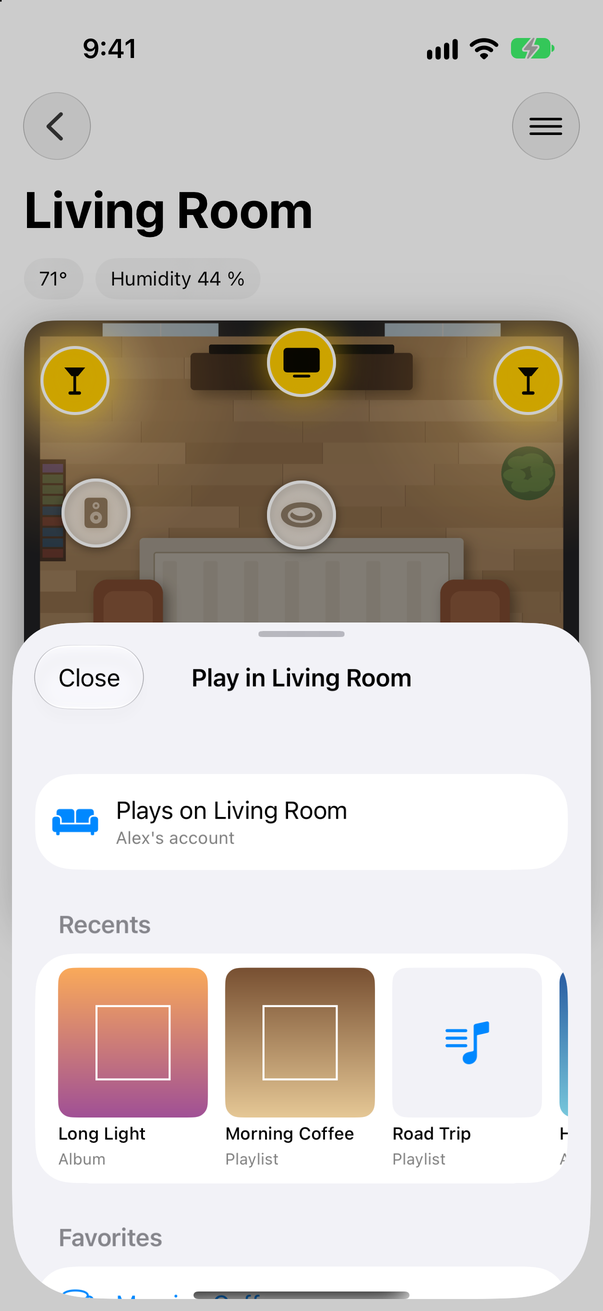 9:41
Living Room
71°
Humidity 44 %
Close
Play in Living Room
Plays on Living Room
Alex's account
Recents
Long Light
Album
Morning Coffee
Playlist
Road Trip
Playlist
Favorites